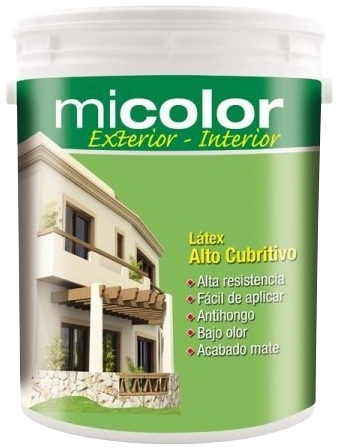 micolor
Exterior - Interior
Látex
Alto Cubritivo
Alta resistencia
Fácil de aplicar
Antihongo
Bajo olor
Acabado mate